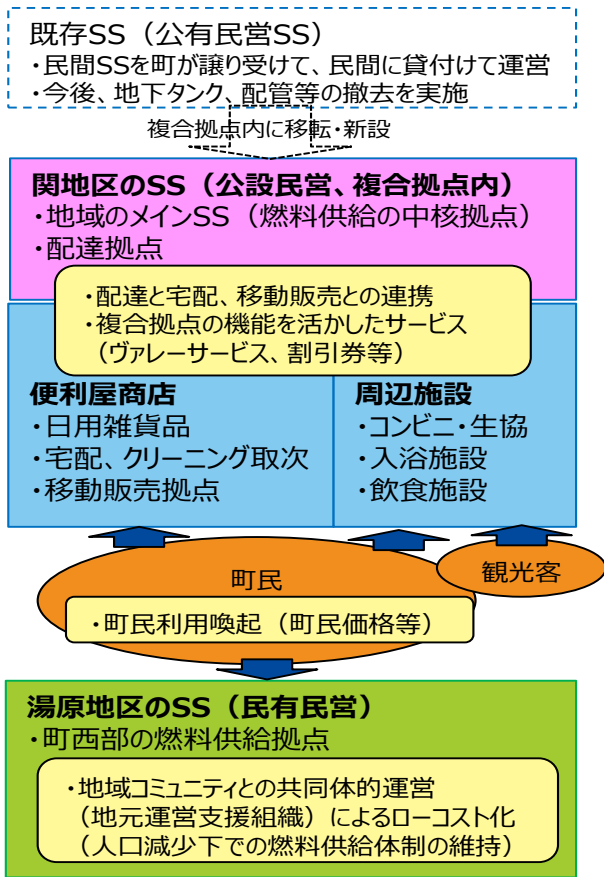 既存SS（公有民営SS）
・民間SSを町が譲り受けて、民間に貸付けて運営
・今後、地下タンク、配管等の撤去を実施
複合拠点内に移転・新設
関地区のSS（公設民営、複合拠点内）
・地域のメインSS（燃料供給の中核拠点）
・配達拠点
・配達と宅配、移動販売との連携
・複合拠点の機能を活かしたサービス
（ヴァレーサービス、割引券等）
便利屋商店
・日用雑貨品
・宅配、クリーニング取次
・移動販売拠点
周辺施設
・コンビニ・生協
・入浴施設
・飲食施設
町民
観光客
・町民利用喚起（町民価格等）
湯原地区のSS（民有民営）
・町西部の燃料供給拠点
・地域コミュニティとの共同体的運営
（地元運営支援組織）によるローコスト化
（人口減少下での燃料供給体制の維持）